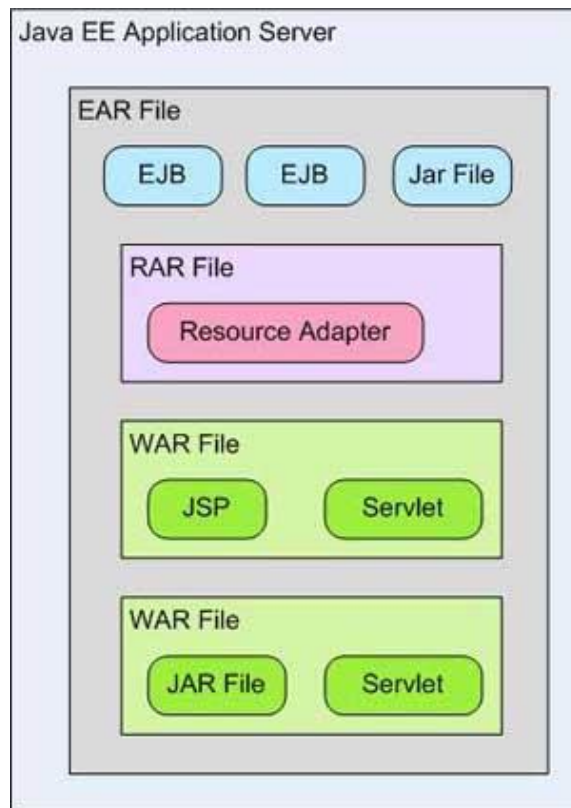 Java EE Application Server
EAR File
EJB
EJB
Jar File
RAR File
Resource Adapter
WAR File
JSP
Servlet
WAR File
JAR File
Servlet